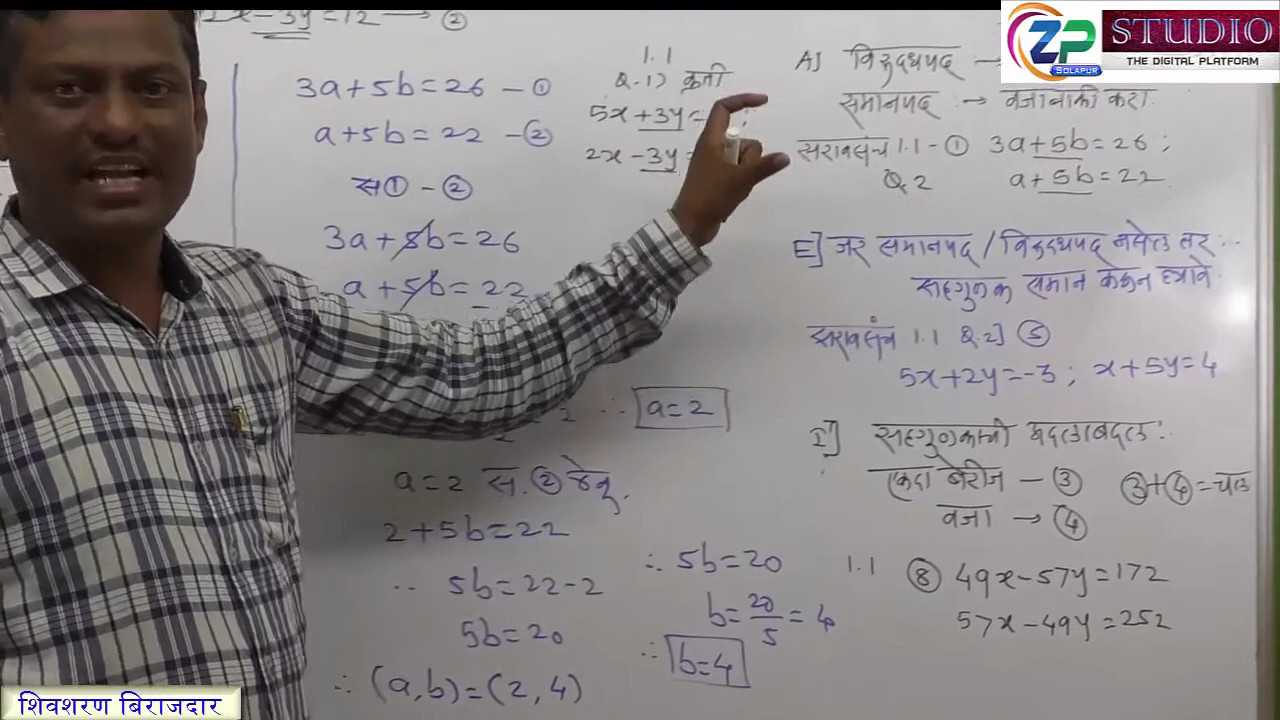 2x-3y=12 → ②
3a+5b=26 - ①
a+5b=22 - ②
स① - ②
3a+5b=26
a+5b=22
a=2
a=2 स. ② ठेवू.
2+5b=22
∴ 5b=22-2
5b=20
∴ (a,b)=(2,4)
∴ 5b=20
b=20/5=4
∴ b=4
1.1
Q.1) कृती
5x+3y=
2x-3y=
A] विरुद्धपद →
समानपद → वजाबाकी करा
सरावसंच 1.1 - ① 3a+5b=26 ;
Q.2 a+5b=22
E] जर समानपद / विरुद्धपद नसेल तर..
सहगुणक समान करून घ्यावे
सरावसंच 1.1 Q.2] ⑤
5x+2y=-3 ; x+5y=4
I] सहगुणकांची अदलाबदल :
एकदा बेरीज - ③ ③+④=चल
वजा → ④
1.1 ⑧ 49x-57y=172
57x-49y=252
ZP
SOLAPUR
STUDIO
THE DIGITAL PLATFORM
शिवशरण बिराजदार